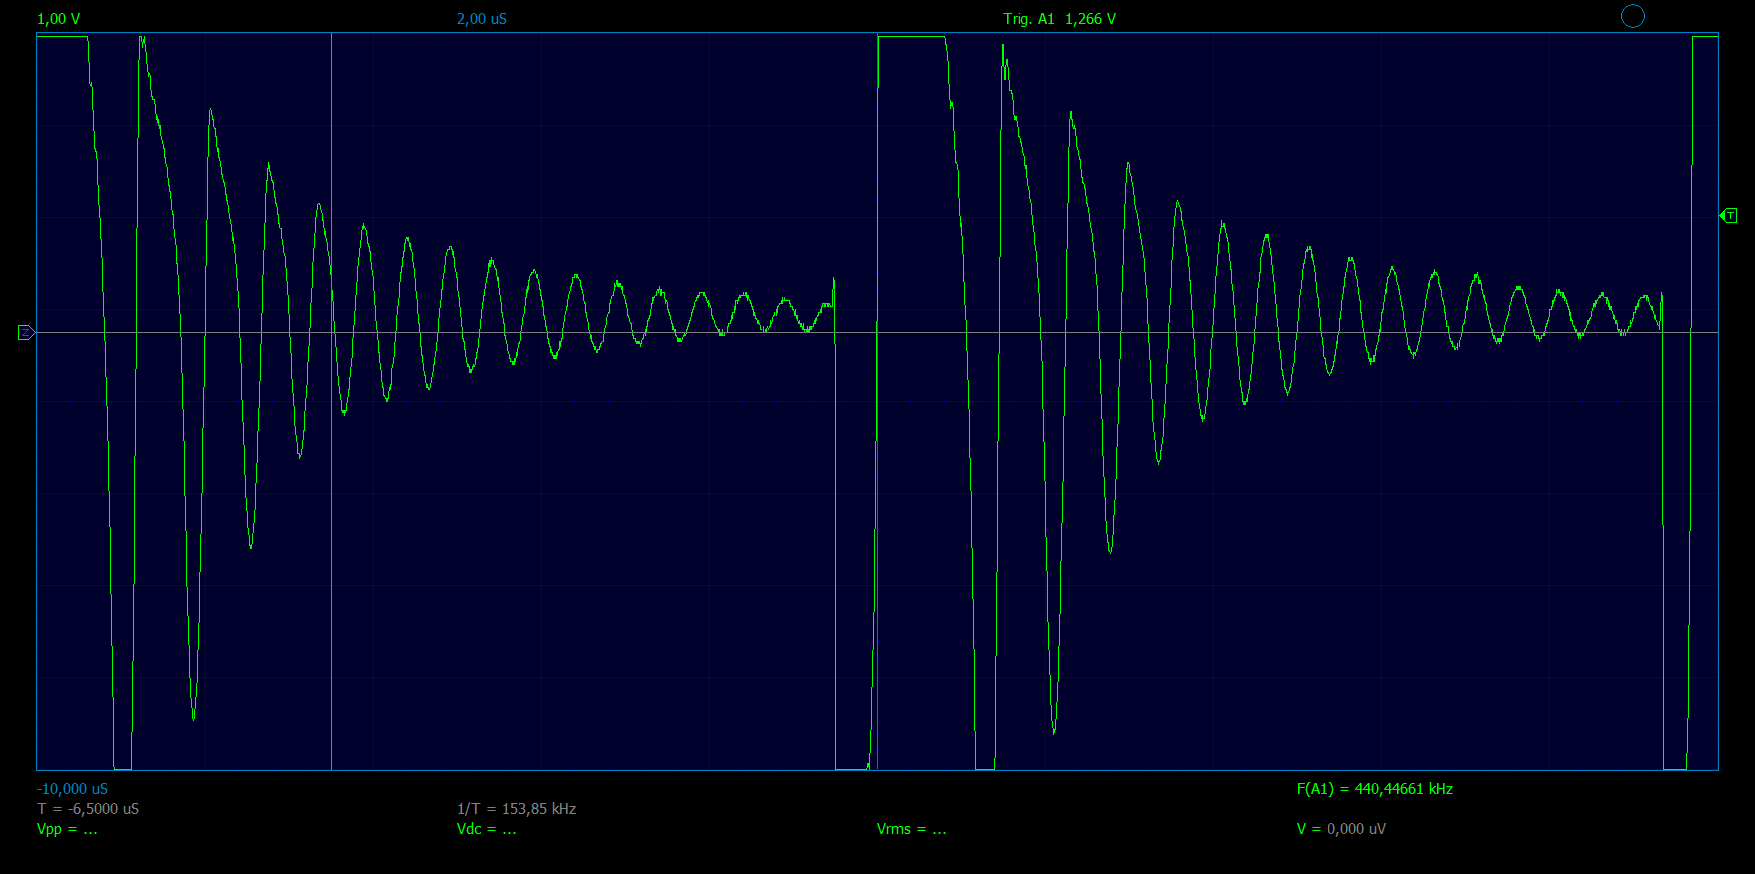 1,00 V 2,00 uS Trig. A1 1,266 V
T
Z
-10,000 uS F(A1) = 440,44661 kHz
T = -6,5000 uS 1/T = 153,85 kHz
Vpp = ... Vdc = ... Vrms = ... V = 0,000 uV